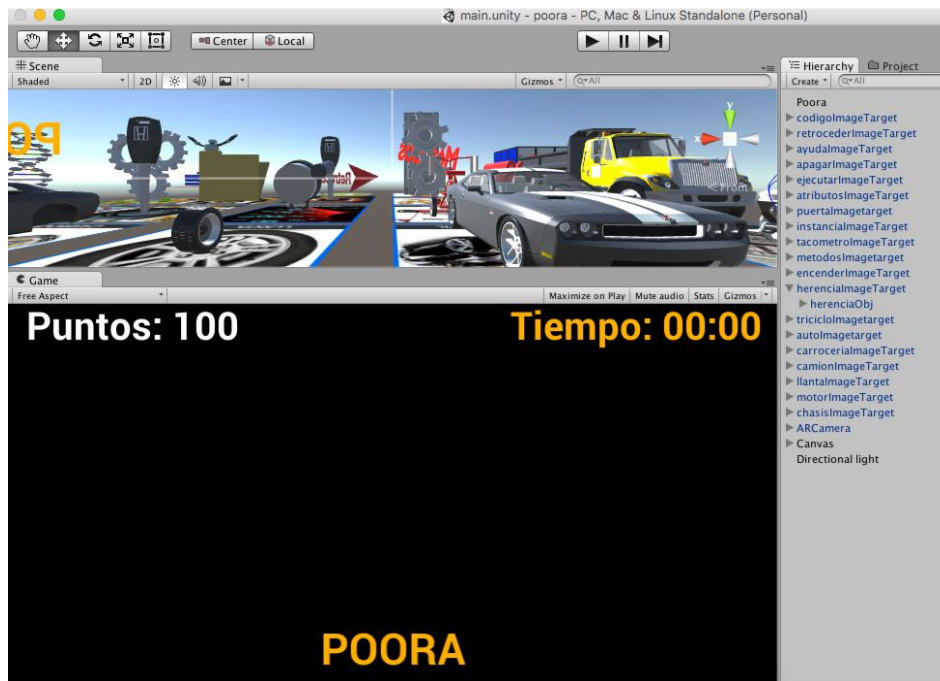 main.unity - poora - PC, Mac & Linux Standalone (Personal)
Center Local
Scene
Shaded 2D Gizmos All
Hierarchy Project
Create All
Poora
codigoImageTarget
retrocederImageTarget
ayudaImageTarget
apagarImageTarget
ejecutarImageTarget
atributosImageTarget
puertaImagetarget
instanciaImageTarget
tacometroImageTarget
metodosImagetarget
encenderImageTarget
herenciaImageTarget
herenciaObj
tricicloImagetarget
autoImagetarget
carroceriaImageTarget
camionImageTarget
llantaImageTarget
motorImageTarget
chasisImageTarget
ARCamera
Canvas
Directional light
y
x
Front
Game
Free Aspect Maximize on Play Mute audio Stats Gizmos
Puntos: 100 Tiempo: 00:00
POORA